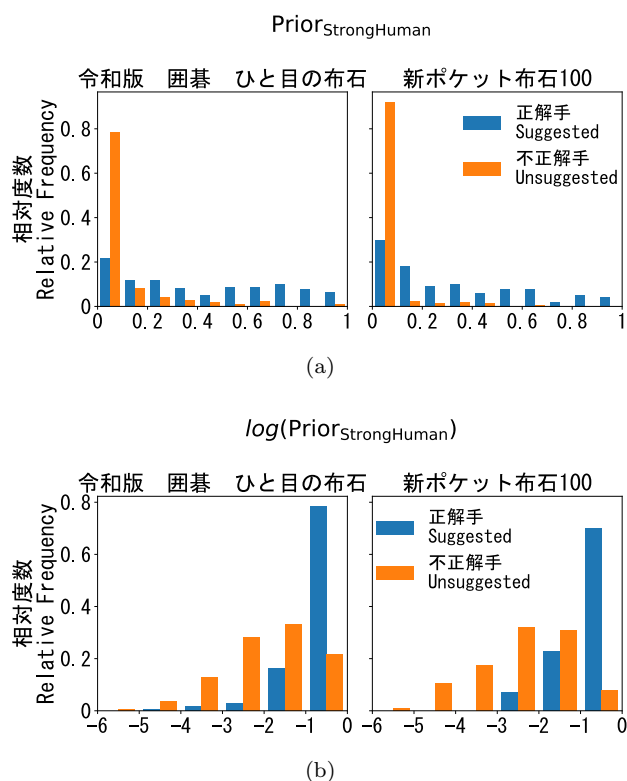 Prior_StrongHuman
令和版 囲碁 ひと目の布石
新ポケット布石100
相対度数
Relative Frequency
0.8
0.6
0.4
0.2
0
正解手
Suggested
不正解手
Unsuggested
0 0.2 0.4 0.6 0.8 1
0 0.2 0.4 0.6 0.8 1
(a)
log(Prior_StrongHuman)
令和版 囲碁 ひと目の布石
新ポケット布石100
相対度数
Relative Frequency
0.8
0.6
0.4
0.2
0
正解手
Suggested
不正解手
Unsuggested
−6 −5 −4 −3 −2 −1 0
−6 −5 −4 −3 −2 −1 0
(b)